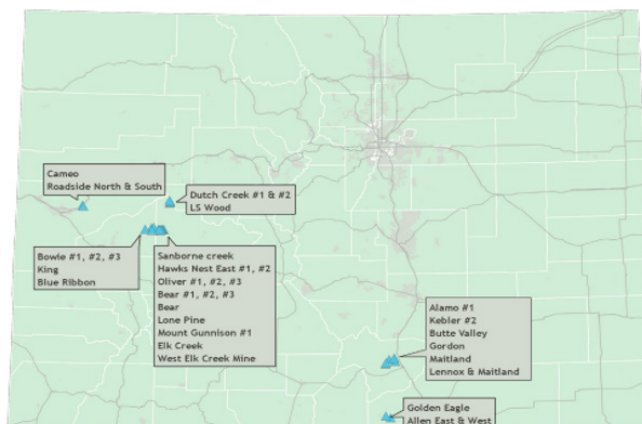 Cameo
Roadside North & South
Dutch Creek #1 & #2
LS Wood
Bowie #1, #2, #3
King
Blue Ribbon
Sanborne creek
Hawks Nest East #1, #2
Oliver #1, #2, #3
Bear #1, #2, #3
Bear
Lone Pine
Mount Gunnison #1
Elk Creek
West Elk Creek Mine
Alamo #1
Kebler #2
Butte Valley
Gordon
Maitland
Lennox & Maitland
Golden Eagle
Allen East & West